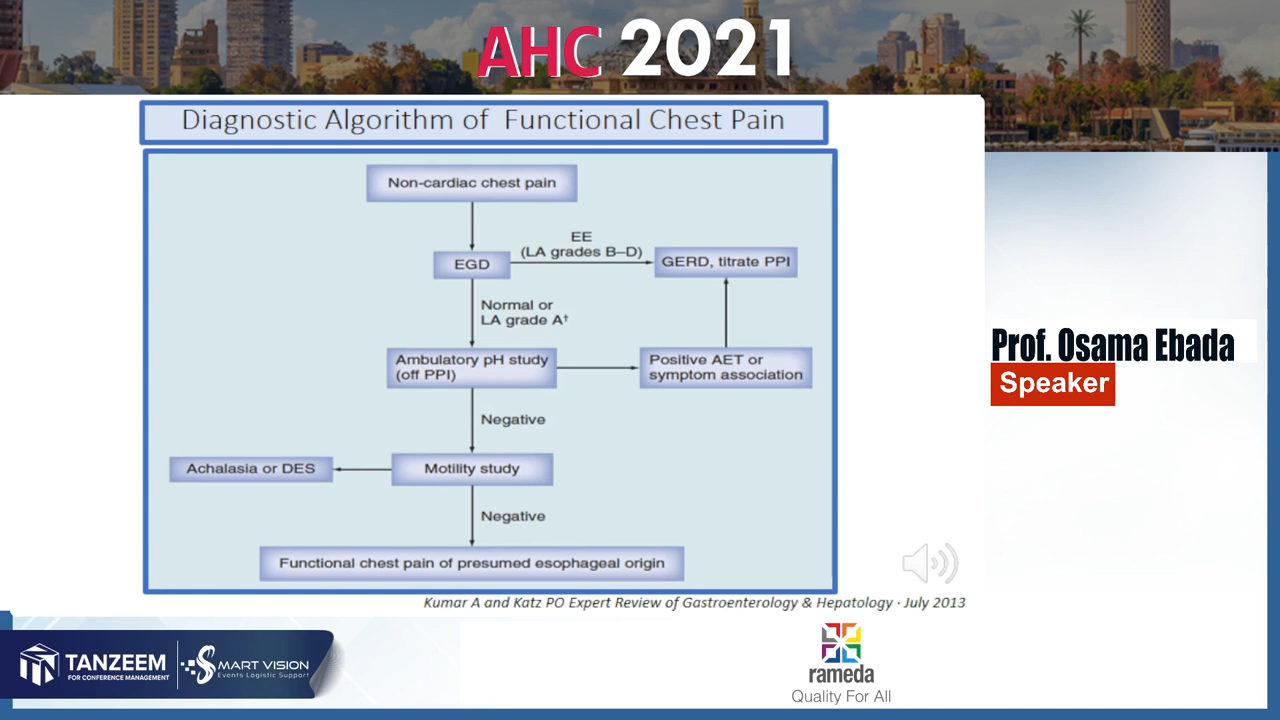 AHC 2021
Diagnostic Algorithm of Functional Chest Pain
Non-cardiac chest pain
EGD
EE
(LA grades B–D)
GERD, titrate PPI
Normal or
LA grade A†
Ambulatory pH study
(off PPI)
Positive AET or
symptom association
Negative
Achalasia or DES
Motility study
Negative
Functional chest pain of presumed esophageal origin
Kumar A and Katz PO Expert Review of Gastroenterology & Hepatology · July 2013
Prof. Osama Ebada
Speaker
TANZEEM
FOR CONFERENCE MANAGEMENT
SMART VISION
Events Logistic Support
rameda
Quality For All